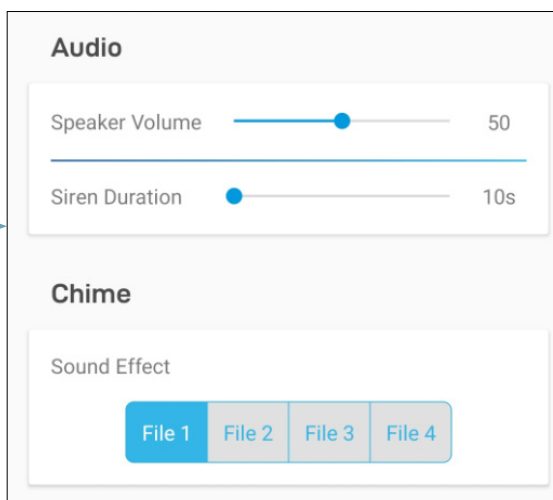 Audio
Speaker Volume 50
Siren Duration 10s
Chime
Sound Effect
File 1 File 2 File 3 File 4